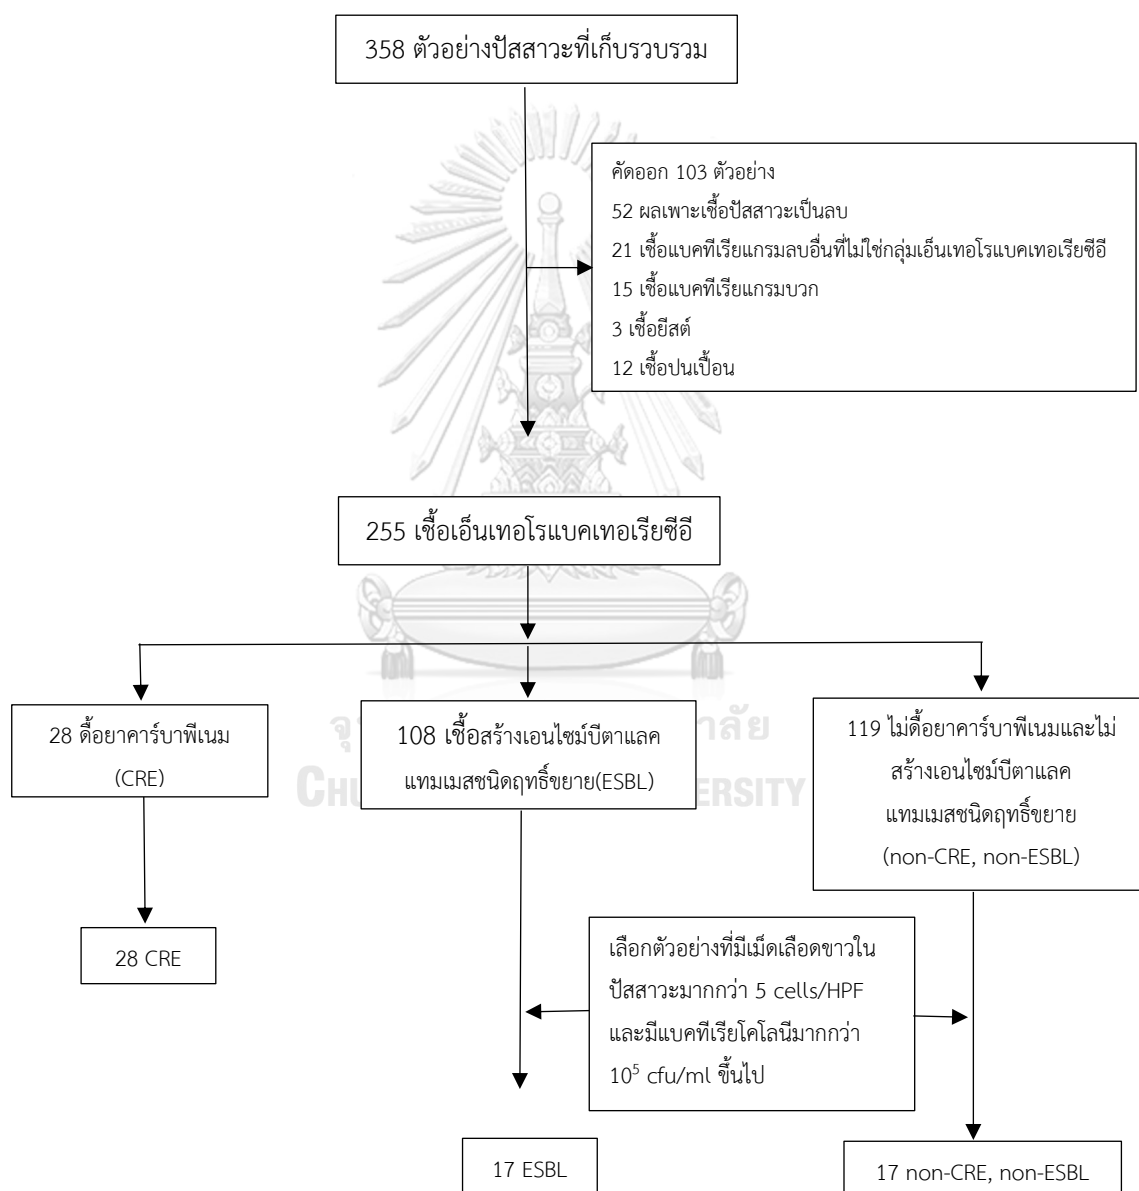 358 ตัวอย่างปัสสาวะที่เก็บรวบรวม
คัดออก 103 ตัวอย่าง
52 ผลเพาะเชื้อปัสสาวะเป็นลบ
21 เชื้อแบคทีเรียแกรมลบอื่นที่ไม่ใช่กลุ่มเอ็นเทอโรแบคเทอเรียซีอี
15 เชื้อแบคทีเรียแกรมบวก
3 เชื้อยีสต์
12 เชื้อปนเปื้อน
255 เชื้อเอ็นเทอโรแบคเทอเรียซีอี
28 ดื้อยาคาร์บาพีเนม
(CRE)
108 เชื้อสร้างเอนไซม์บีตาแลค
แทมเมสชนิดฤทธิ์ขยาย(ESBL)
119 ไม่ดื้อยาคาร์บาพีเนมและไม่
สร้างเอนไซม์บีตาแลค
แทมเมสชนิดฤทธิ์ขยาย
(non-CRE, non-ESBL)
28 CRE
เลือกตัวอย่างที่มีเม็ดเลือดขาวใน
ปัสสาวะมากกว่า 5 cells/HPF
และมีแบคทีเรียโคโลนีมากกว่า
10⁵ cfu/ml ขึ้นไป
17 ESBL
17 non-CRE, non-ESBL